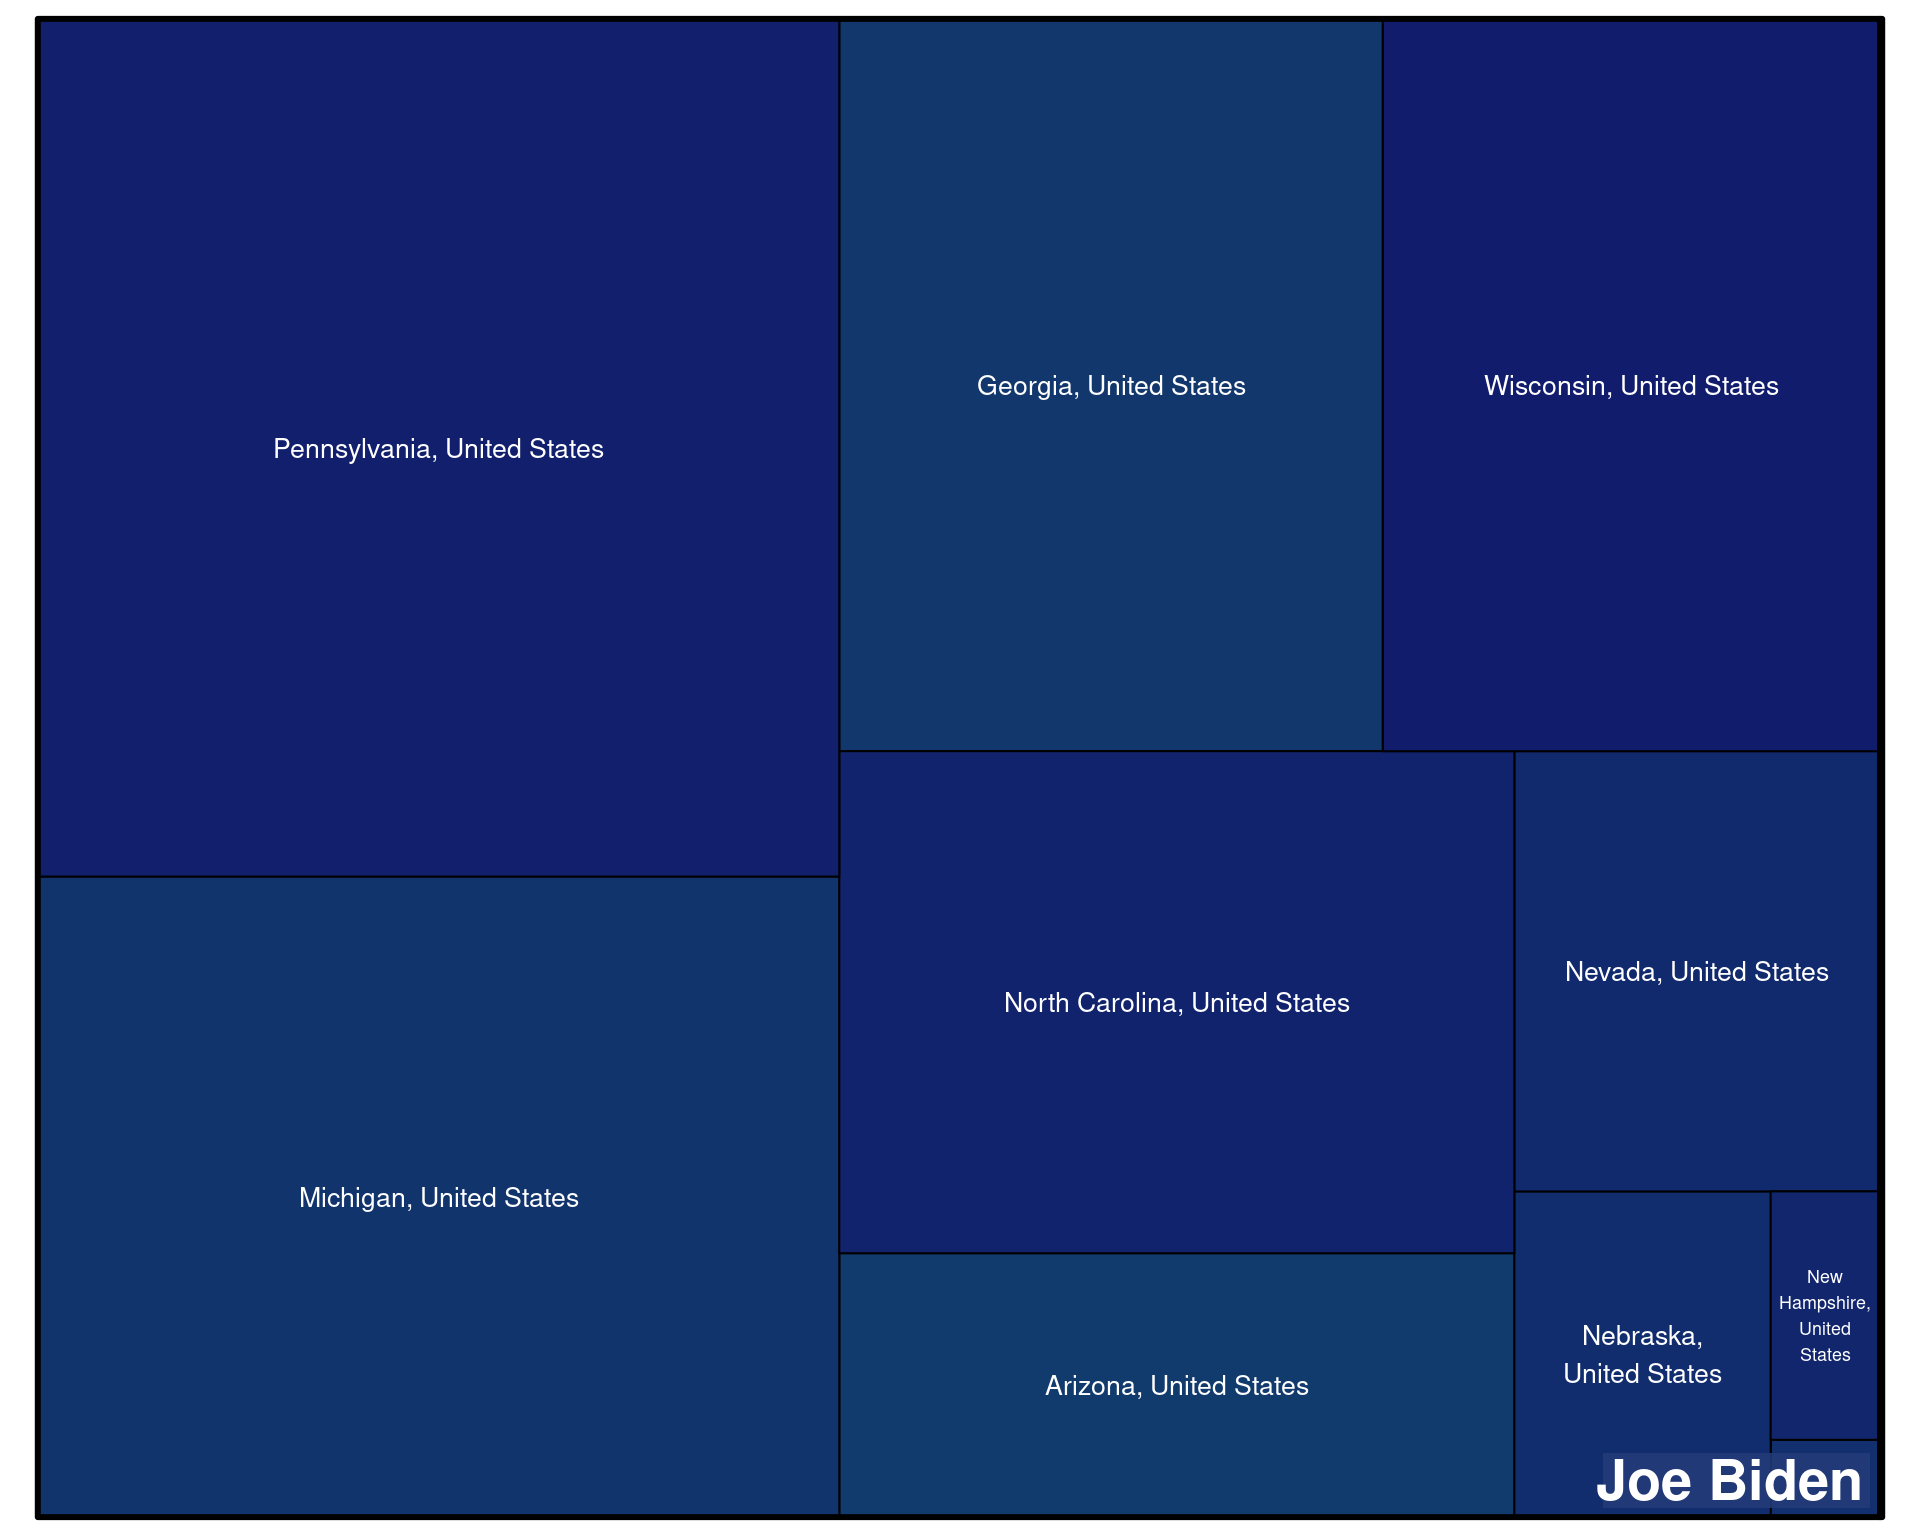 Pennsylvania, United States
Georgia, United States
Wisconsin, United States
Michigan, United States
North Carolina, United States
Nevada, United States
Arizona, United States
Nebraska,
United States
New
Hampshire,
United
States
Joe Biden